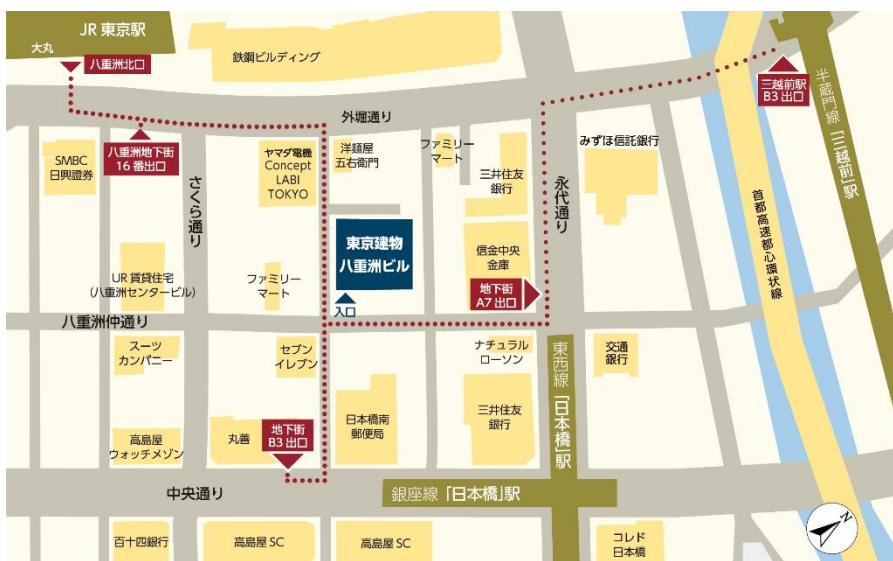 JR 東京駅
大丸
八重洲北口
鉄鋼ビルディング
三越前駅
B3 出口
半蔵門線「三越前」駅
外堀通り
八重洲地下街
16 番出口
SMBC
日興證券
さくら通り
ヤマダ電機
Concept
LABI
TOKYO
洋麺屋
五右衛門
ファミリー
マート
三井住友
銀行
永代通り
みずほ信託銀行
首都高速都心環状線
東京建物
八重洲ビル
入口
信金中央
金庫
地下街
A7 出口
UR 賃貸住宅
(八重洲センタービル)
ファミリー
マート
八重洲仲通り
スーツ
カンパニー
セブン
イレブン
ナチュラル
ローソン
東西線「日本橋」駅
交通
銀行
高島屋
ウォッチメゾン
丸善
地下街
B3 出口
日本橋南
郵便局
三井住友
銀行
中央通り
銀座線「日本橋」駅
百十四銀行
高島屋 SC
高島屋 SC
コレド
日本橋
N